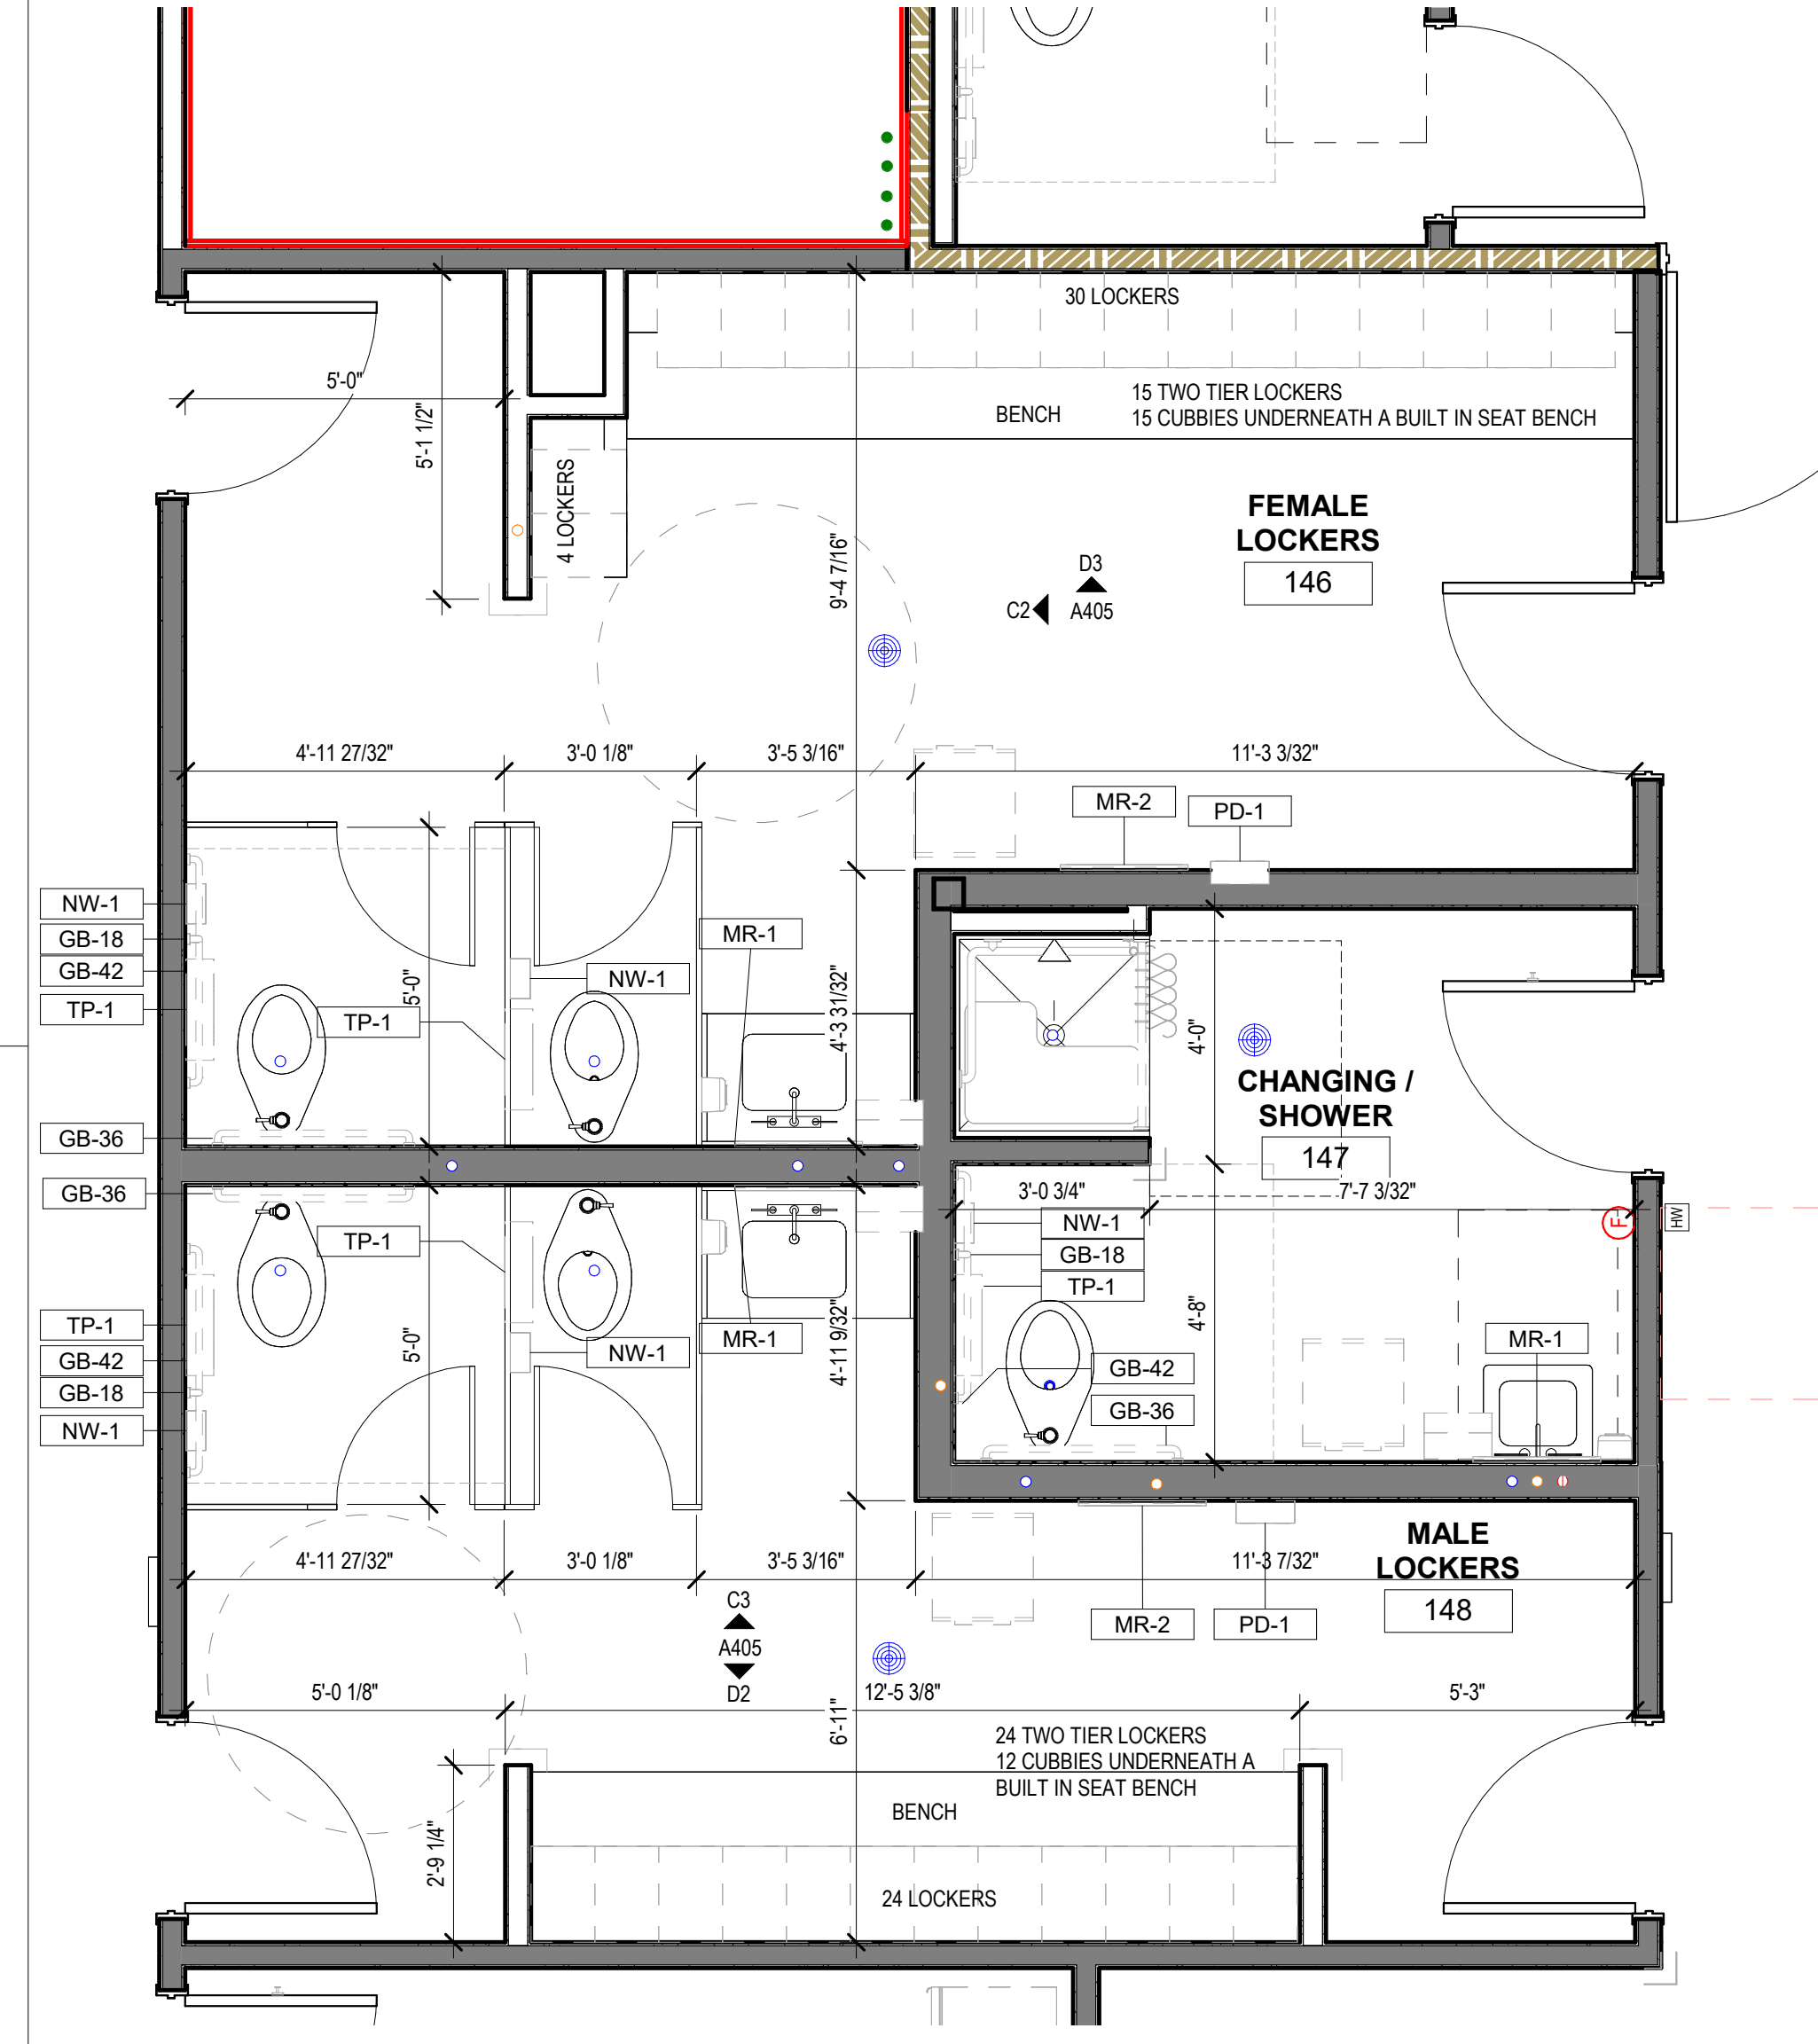 30 LOCKERS
15 TWO TIER LOCKERS
BENCH
15 CUBBIES UNDERNEATH A BUILT IN SEAT BENCH
5'-0"
5'-1 1/2"
4 LOCKERS
FEMALE
LOCKERS
146
9'-4 7/16"
D3
C2
A405
4'-11 27/32"
3'-0 1/8"
3'-5 3/16"
11'-3 3/32"
MR-2
PD-1
NW-1
GB-18
GB-42
TP-1
GB-36
GB-36
MR-1
NW-1
TP-1
5'-0"
4'-3 31/32"
4'-0"
CHANGING /
SHOWER
147
3'-0 3/4"
7'-7 3/32"
F
HW
NW-1
GB-18
TP-1
GB-42
GB-36
4'-8"
MR-1
TP-1
TP-1
GB-42
GB-18
NW-1
5'-0"
NW-1
MR-1
4'-11 9/32"
MALE
LOCKERS
148
4'-11 27/32"
3'-0 1/8"
3'-5 3/16"
11'-3 7/32"
MR-2
PD-1
C3
A405
D2
5'-0 1/8"
12'-5 3/8"
5'-3"
6'-11"
24 TWO TIER LOCKERS
12 CUBBIES UNDERNEATH A
BUILT IN SEAT BENCH
BENCH
2'-9 1/4"
24 LOCKERS